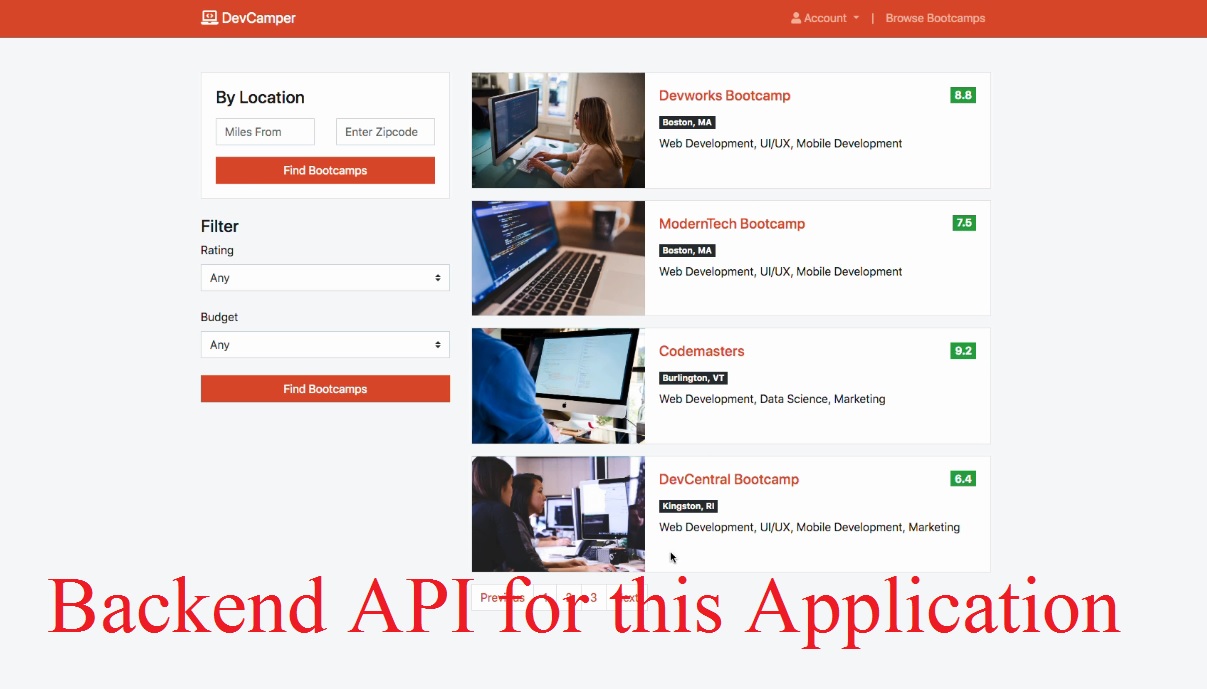 DevCamper
Account | Browse Bootcamps
By Location
Miles From
Enter Zipcode
Find Bootcamps
Filter
Rating
Any
Budget
Any
Find Bootcamps
Devworks Bootcamp 8.8
Boston, MA
Web Development, UI/UX, Mobile Development
ModernTech Bootcamp 7.5
Boston, MA
Web Development, UI/UX, Mobile Development
Codemasters 9.2
Burlington, VT
Web Development, Data Science, Marketing
DevCentral Bootcamp 6.4
Kingston, RI
Web Development, UI/UX, Mobile Development, Marketing
Previous 2 3 Next
Backend API for this Application